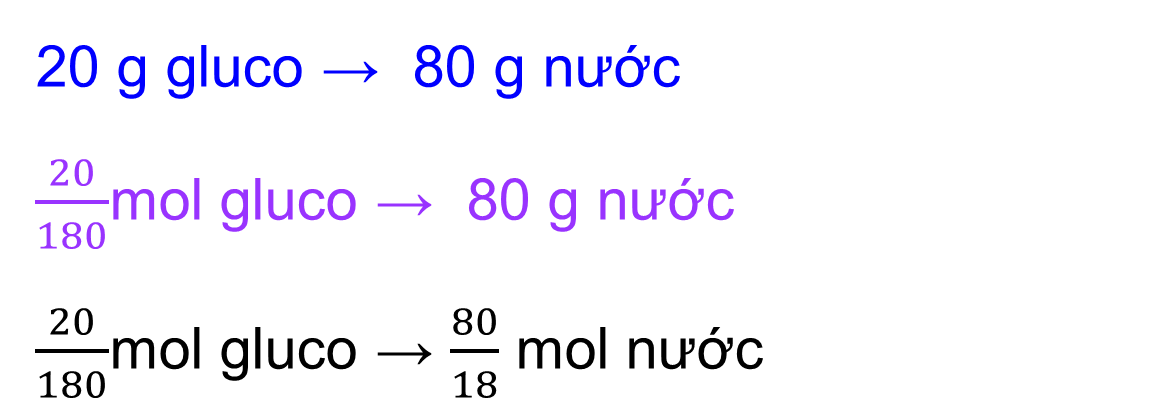 20 g gluco → 80 g nước
20/180 mol gluco → 80 g nước
20/180 mol gluco → 80/18 mol nước